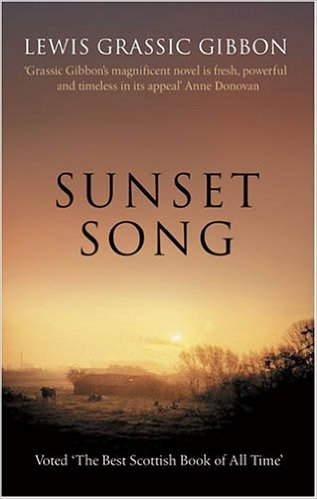 LEWIS GRASSIC GIBBON
‘Grassic Gibbon’s magnificent novel is fresh, powerful
and timeless in its appeal’ Anne Donovan
SUNSET
SONG
Voted ‘The Best Scottish Book of All Time’